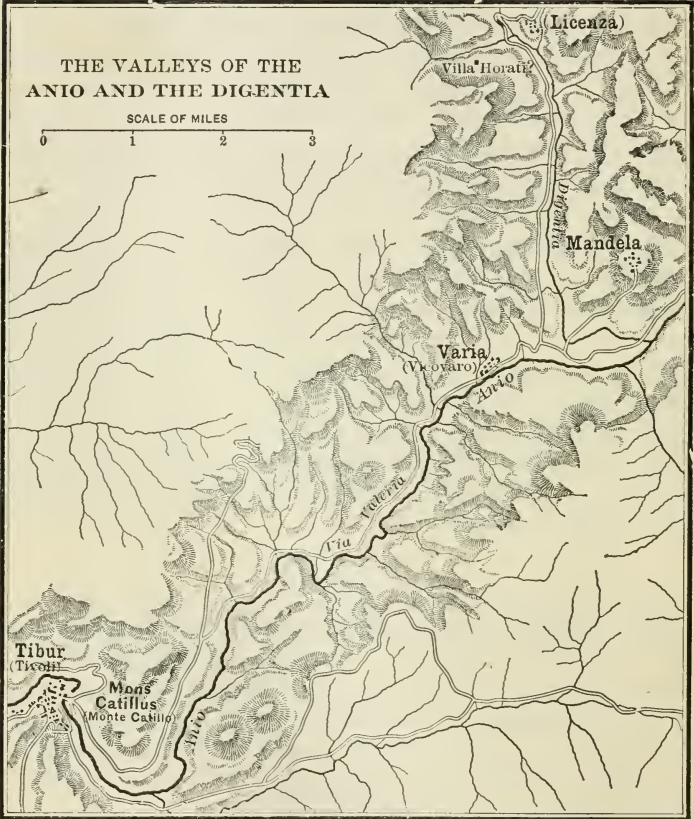 THE VALLEYS OF THE
ANIO AND THE DIGENTIA
SCALE OF MILES
0 1 2 3
(Licenza)
Villa Horati?
Digentia
Mandela
Varia
(Vicovaro)
Anio
Via Valeria
Tibur
(Tivoli)
Mons
Catillus
(Monte Catillo)
Anio